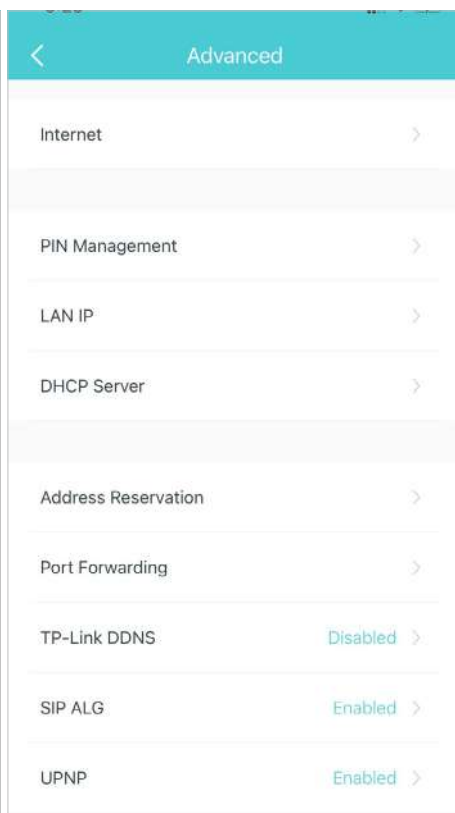 Advanced
Internet
PIN Management
LAN IP
DHCP Server
Address Reservation
Port Forwarding
TP-Link DDNS Disabled
SIP ALG Enabled
UPNP Enabled